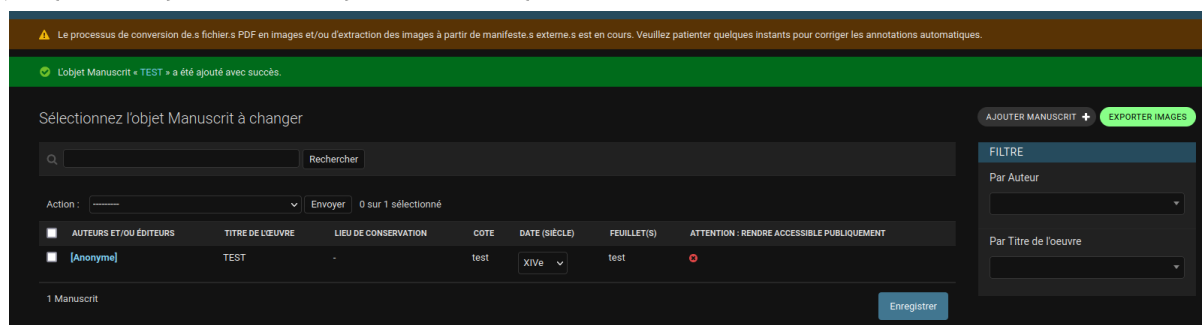 Le processus de conversion de.s fichier.s PDF en images et/ou d'extraction des images à partir de manifeste.s externe.s est en cours. Veuillez patienter quelques instants pour corriger les annotations automatiques.
L'objet Manuscrit « TEST » a été ajouté avec succès.
Sélectionnez l'objet Manuscrit à changer
AJOUTER MANUSCRIT + EXPORTER IMAGES
Rechercher
FILTRE
Par Auteur
Action : --------- Envoyer 0 sur 1 sélectionné
AUTEURS ET/OU ÉDITEURS TITRE DE L'ŒUVRE LIEU DE CONSERVATION COTE DATE (SIÈCLE) FEUILLET(S) ATTENTION : RENDRE ACCESSIBLE PUBLIQUEMENT
[Anonyme] TEST - test XIVe test
Par Titre de l'oeuvre
1 Manuscrit
Enregistrer